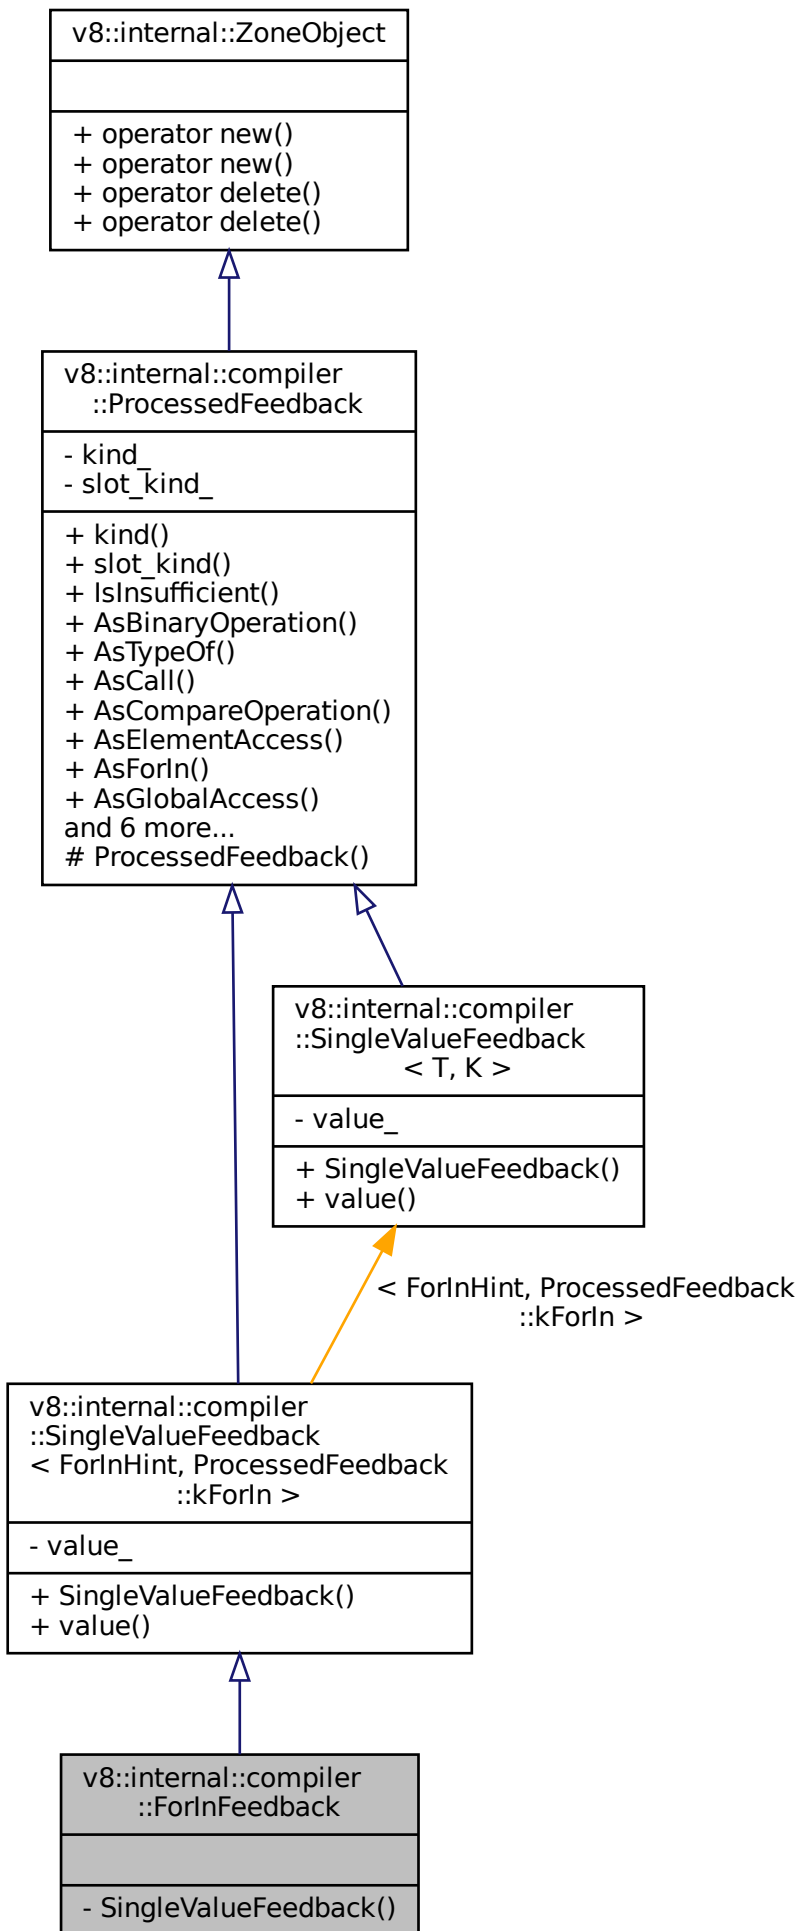 v8::internal::ZoneObject
+ operator new()
+ operator new()
+ operator delete()
+ operator delete()
v8::internal::compiler
::ProcessedFeedback
- kind_
- slot_kind_
+ kind()
+ slot_kind()
+ IsInsufficient()
+ AsBinaryOperation()
+ AsTypeOf()
+ AsCall()
+ AsCompareOperation()
+ AsElementAccess()
+ AsForIn()
+ AsGlobalAccess()
and 6 more...
# ProcessedFeedback()
v8::internal::compiler
::SingleValueFeedback
< T, K >
- value_
+ SingleValueFeedback()
+ value()
< ForInHint, ProcessedFeedback
::kForIn >
v8::internal::compiler
::SingleValueFeedback
< ForInHint, ProcessedFeedback
::kForIn >
- value_
+ SingleValueFeedback()
+ value()
v8::internal::compiler
::ForInFeedback
- SingleValueFeedback()